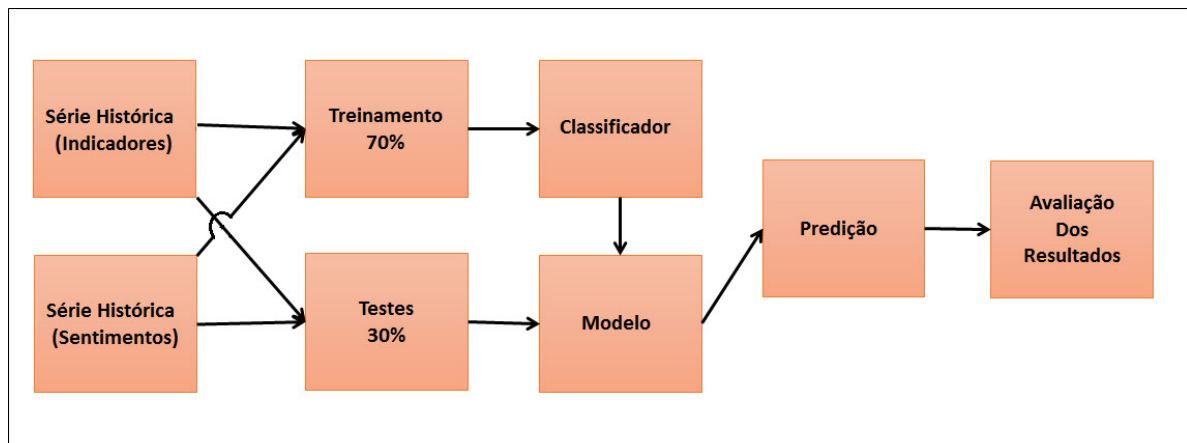 Série Histórica
(Indicadores)
Treinamento
70%
Classificador
Série Histórica
(Sentimentos)
Testes
30%
Modelo
Predição
Avaliação
Dos
Resultados